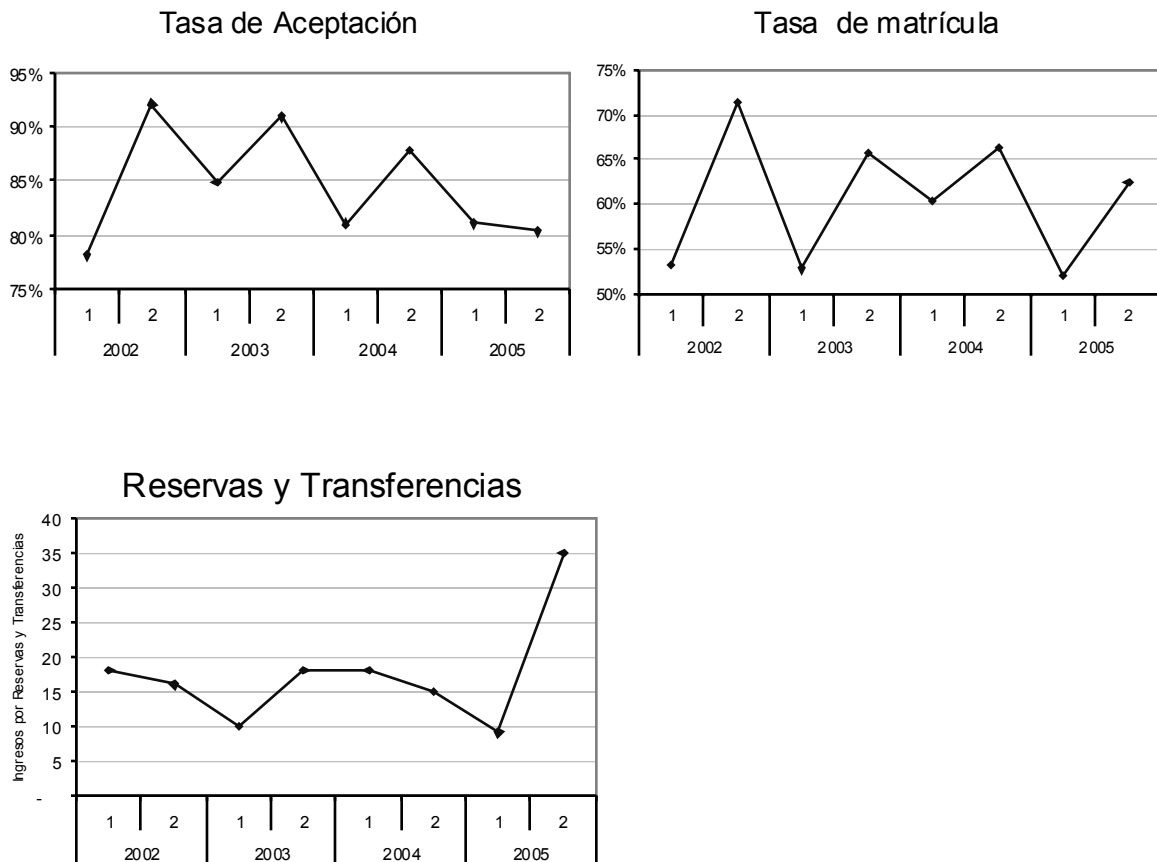 Tasa de Aceptación
95%
90%
85%
80%
75%
1 2 1 2 1 2 1 2
2002 2003 2004 2005
Tasa de matrícula
75%
70%
65%
60%
55%
50%
1 2 1 2 1 2 1 2
2002 2003 2004 2005
Reservas y Transferencias
Ingresos por Reservas y Transferencias
40
35
30
25
20
15
10
5
-
1 2 1 2 1 2 1 2
2002 2003 2004 2005